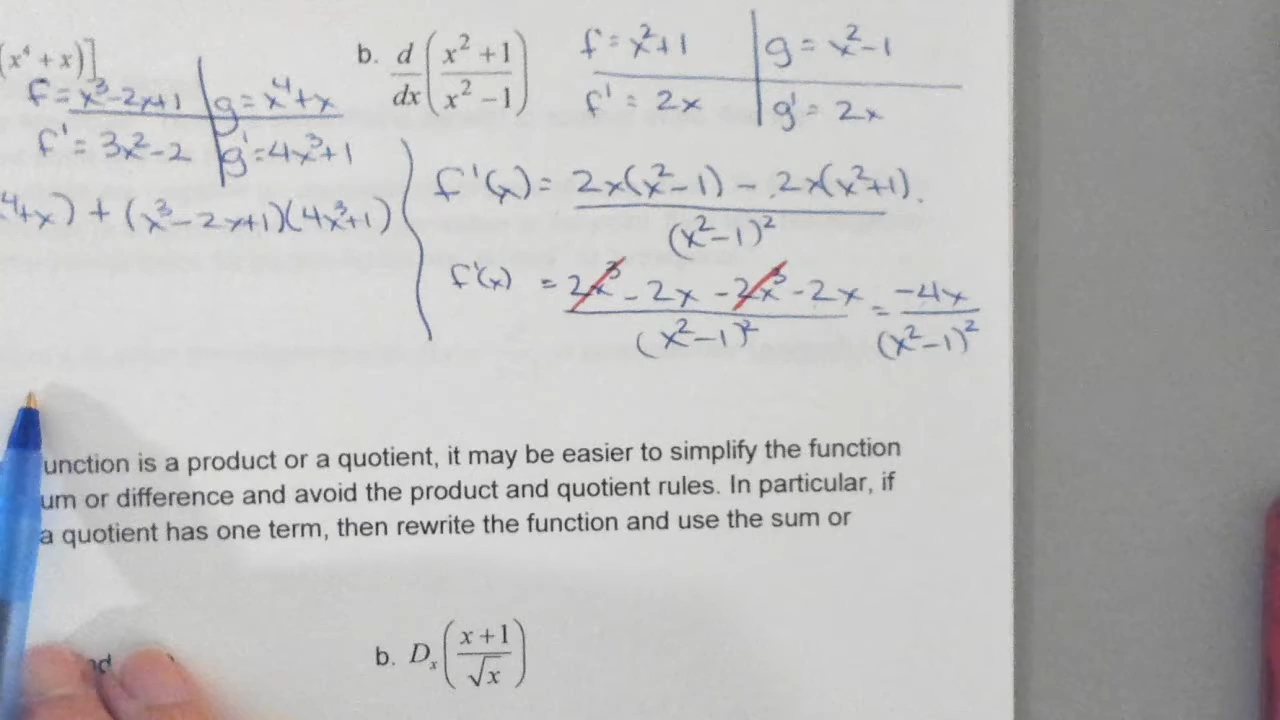 (x⁴ + x)]
f = x³ - 2x + 1 | g = x⁴ + x
f' = 3x² - 2 | g' = 4x³ + 1
⁴ + x) + (x³ - 2x + 1)(4x³ + 1)
b. d/dx ( (x² + 1)/(x² - 1) )
f = x² + 1 | g = x² - 1
f' = 2x | g' = 2x
f'(x) = (2x(x² - 1) - 2x(x² + 1))/(x² - 1)²
f'(x) = (2x³ - 2x - 2x³ - 2x)/(x² - 1)² = -4x/(x² - 1)²
unction is a product or a quotient, it may be easier to simplify the function
um or difference and avoid the product and quotient rules. In particular, if
a quotient has one term, then rewrite the function and use the sum or
b. Dₓ ( (x + 1)/√x )